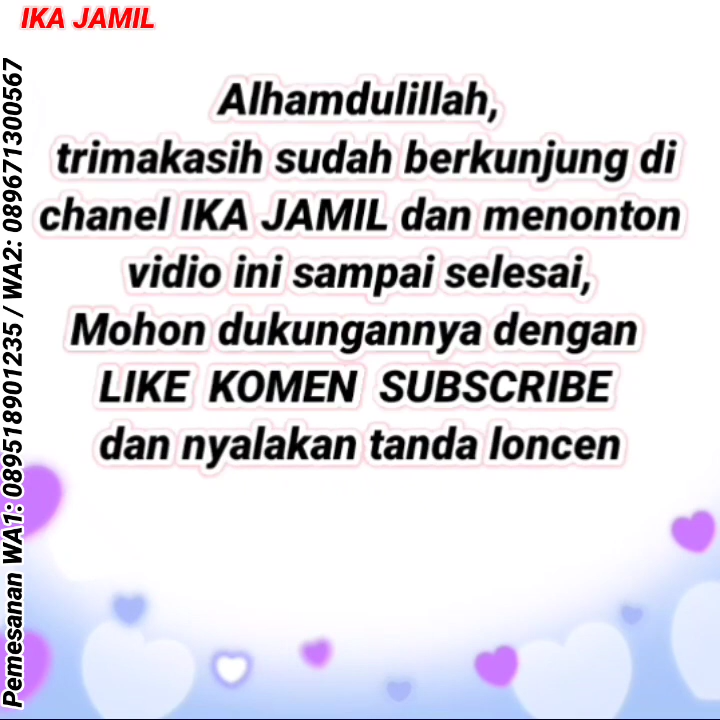 IKA JAMIL
Alhamdulillah,
trimakasih sudah berkunjung di
chanel IKA JAMIL dan menonton
vidio ini sampai selesai,
Mohon dukungannya dengan
LIKE KOMEN SUBSCRIBE
dan nyalakan tanda loncen
Pemesanan WA1: 089518901235 / WA2: 089671300567